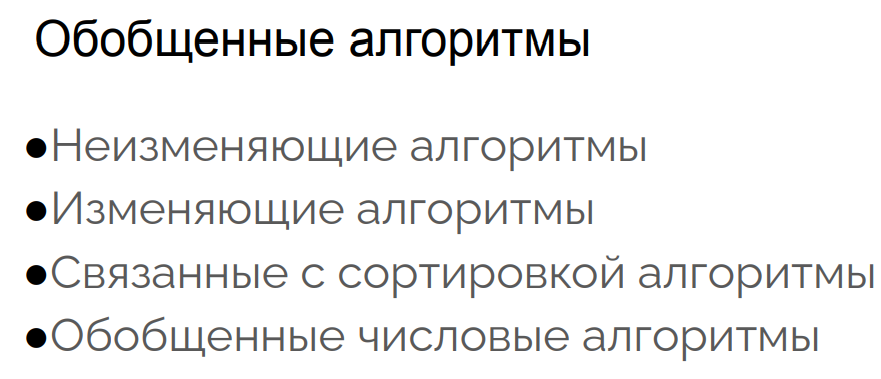 Обобщенные алгоритмы
●Неизменяющие алгоритмы
●Изменяющие алгоритмы
●Связанные с сортировкой алгоритмы
●Обобщенные числовые алгоритмы